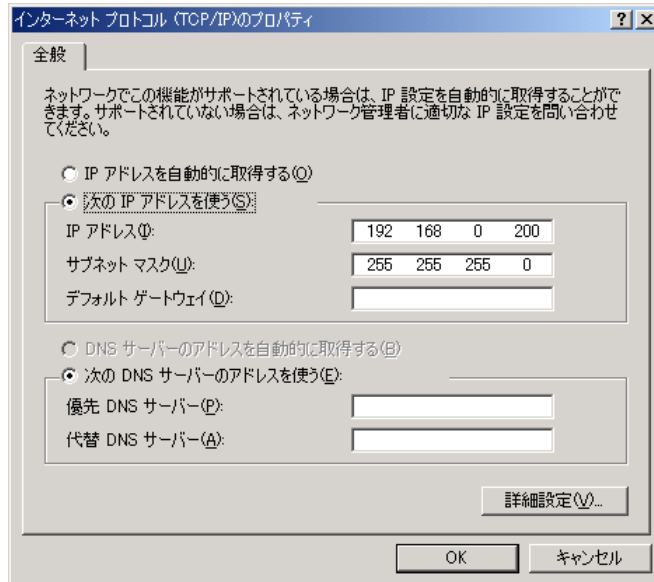 インターネット プロトコル (TCP/IP)のプロパティ
全般
ネットワークでこの機能がサポートされている場合は、IP 設定を自動的に取得することがで
きます。サポートされていない場合は、ネットワーク管理者に適切な IP 設定を問い合わせ
てください。
IP アドレスを自動的に取得する(O)
次の IP アドレスを使う(S):
IP アドレス(I): 192 168 0 200
サブネット マスク(U): 255 255 255 0
デフォルト ゲートウェイ(D):
DNS サーバーのアドレスを自動的に取得する(B)
次の DNS サーバーのアドレスを使う(E):
優先 DNS サーバー(P):
代替 DNS サーバー(A):
詳細設定(V)...
OK キャンセル